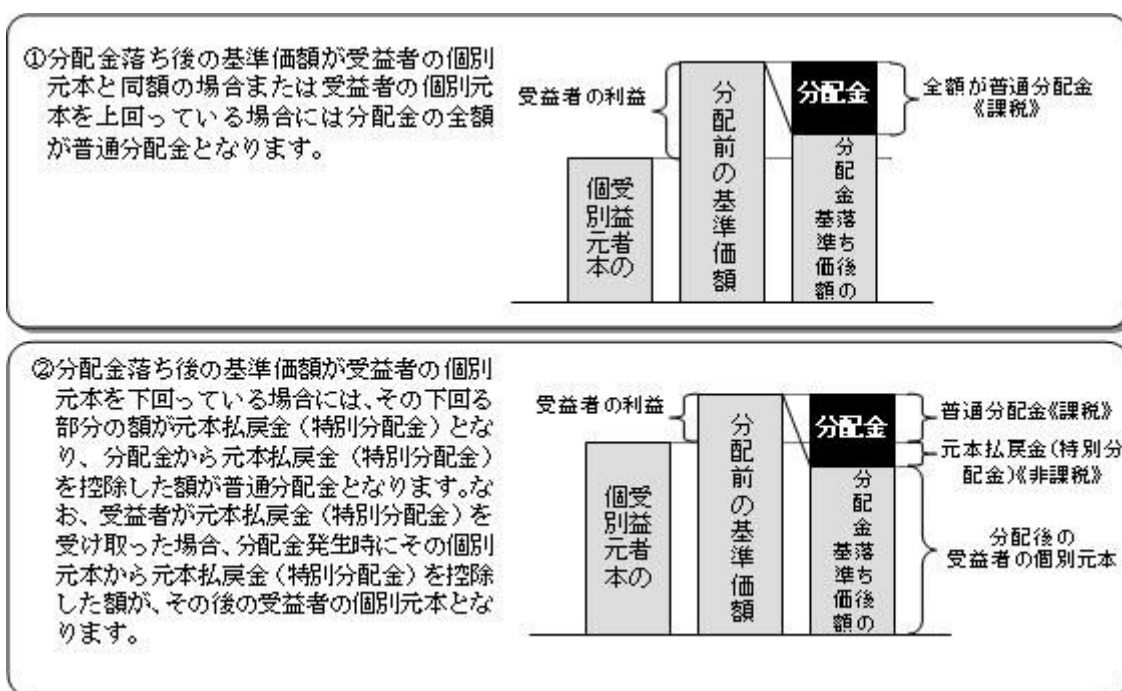 ①分配金落ち後の基準価額が受益者の個別
元本と同額の場合または受益者の個別元
本を上回っている場合には分配金の全額
が普通分配金となります。
受益者の利益
受益者の
個別元本
分配前の基準価額
分配金
分配金落ち後の
基準価額
全額が普通分配金
《課税》
②分配金落ち後の基準価額が受益者の個別
元本を下回っている場合には、その下回る
部分の額が元本払戻金（特別分配金）とな
り、分配金から元本払戻金（特別分配金）
を控除した額が普通分配金となります。な
お、受益者が元本払戻金（特別分配金）を
受け取った場合、分配金発生時にその個別
元本から元本払戻金（特別分配金）を控除
した額が、その後の受益者の個別元本とな
ります。
受益者の利益
受益者の
個別元本
分配前の基準価額
分配金
分配金落ち後の
基準価額
普通分配金《課税》
元本払戻金（特別分
配金）《非課税》
分配後の
受益者の個別元本